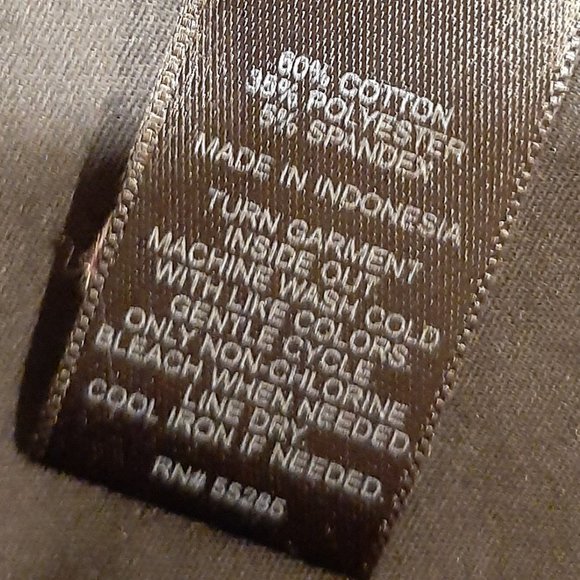 60% COTTON
35% POLYESTER
5% SPANDEX
MADE IN INDONESIA
TURN GARMENT
INSIDE OUT
MACHINE WASH COLD
WITH LIKE COLORS.
GENTLE CYCLE
ONLY NON-CHLORINE
BLEACH WHEN NEEDED.
LINE DRY.
COOL IRON IF NEEDED.
RN# 55285